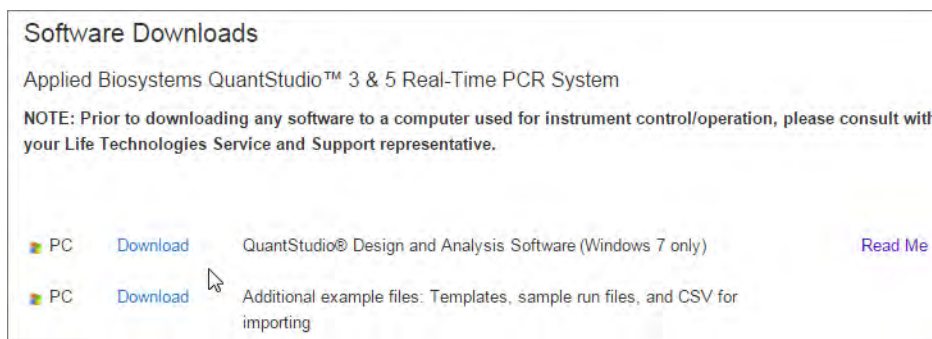 Software Downloads
Applied Biosystems QuantStudio™ 3 & 5 Real-Time PCR System
NOTE: Prior to downloading any software to a computer used for instrument control/operation, please consult with
your Life Technologies Service and Support representative.
PC Download QuantStudio® Design and Analysis Software (Windows 7 only) Read Me
PC Download Additional example files: Templates, sample run files, and CSV for
importing